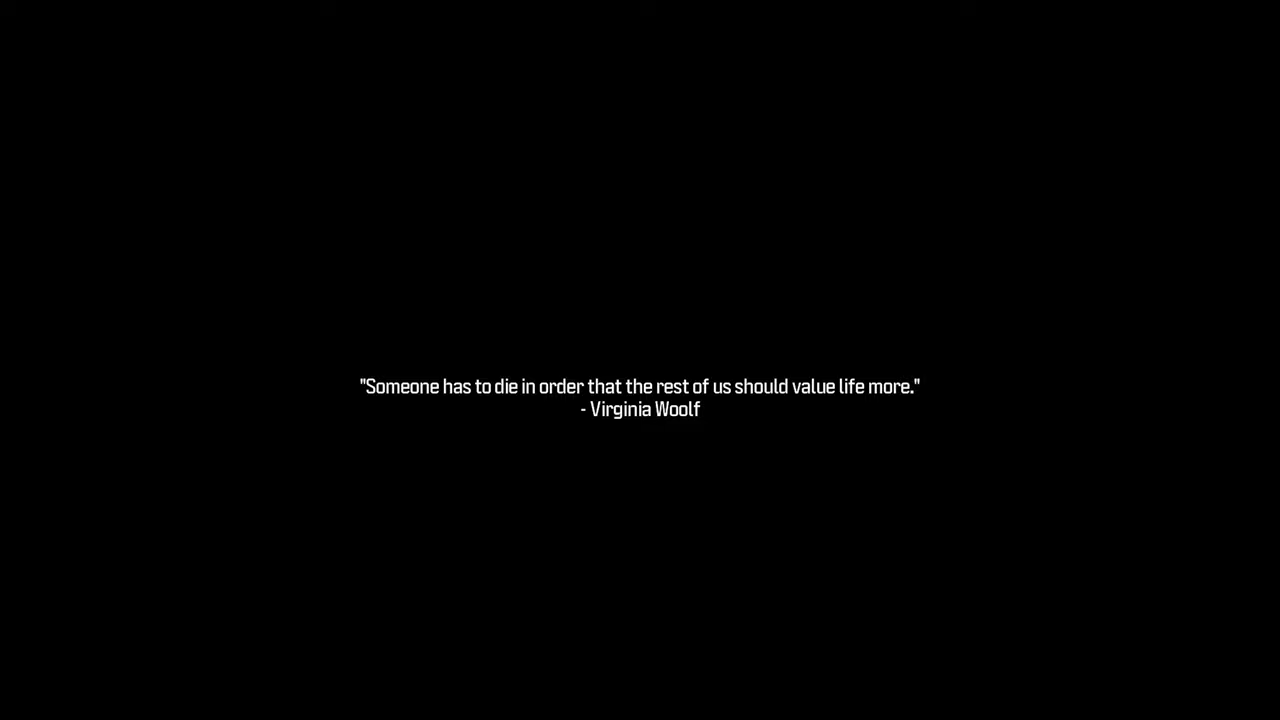 "Someone has to die in order that the rest of us should value life more."
- Virginia Woolf